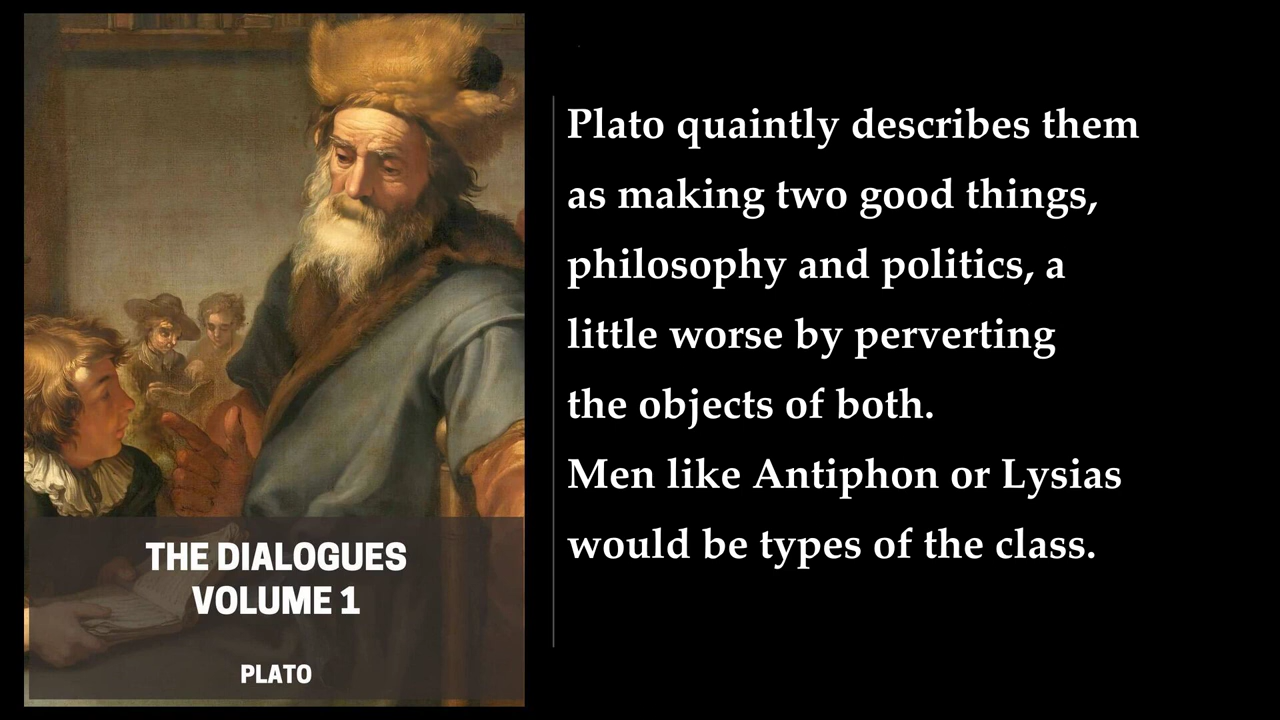 Plato quaintly describes them
as making two good things,
philosophy and politics, a
little worse by perverting
the objects of both.
Men like Antiphon or Lysias
would be types of the class.
THE DIALOGUES
VOLUME 1
PLATO